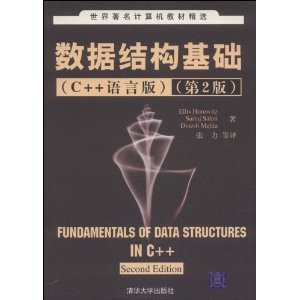 世界著名计算机教材精选
数据结构基础
（C++语言版）（第2版）
Ellis Horowitz
Sartaj Sahni 著
Dinesh Mehta
张力 等译
FUNDAMENTALS OF DATA STRUCTURES
IN C++
Second Edition
清华大学出版社